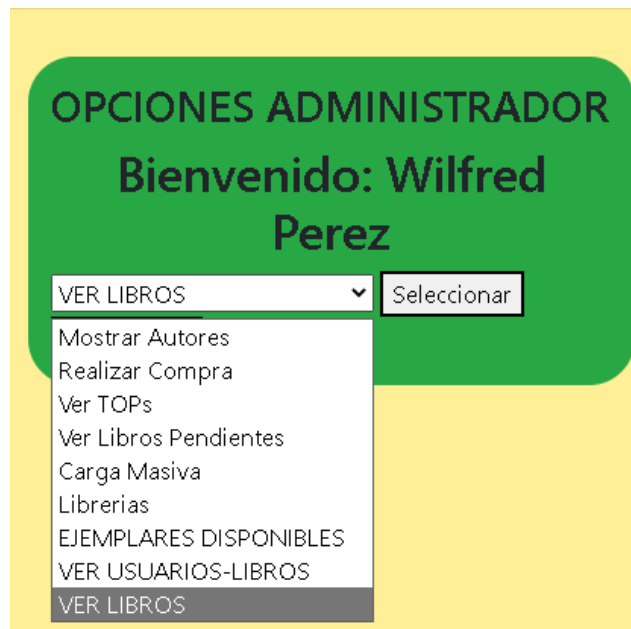 OPCIONES ADMINISTRADOR
Bienvenido: Wilfred
Perez
VER LIBROS
Seleccionar
Mostrar Autores
Realizar Compra
Ver TOPs
Ver Libros Pendientes
Carga Masiva
Librerias
EJEMPLARES DISPONIBLES
VER USUARIOS-LIBROS
VER LIBROS